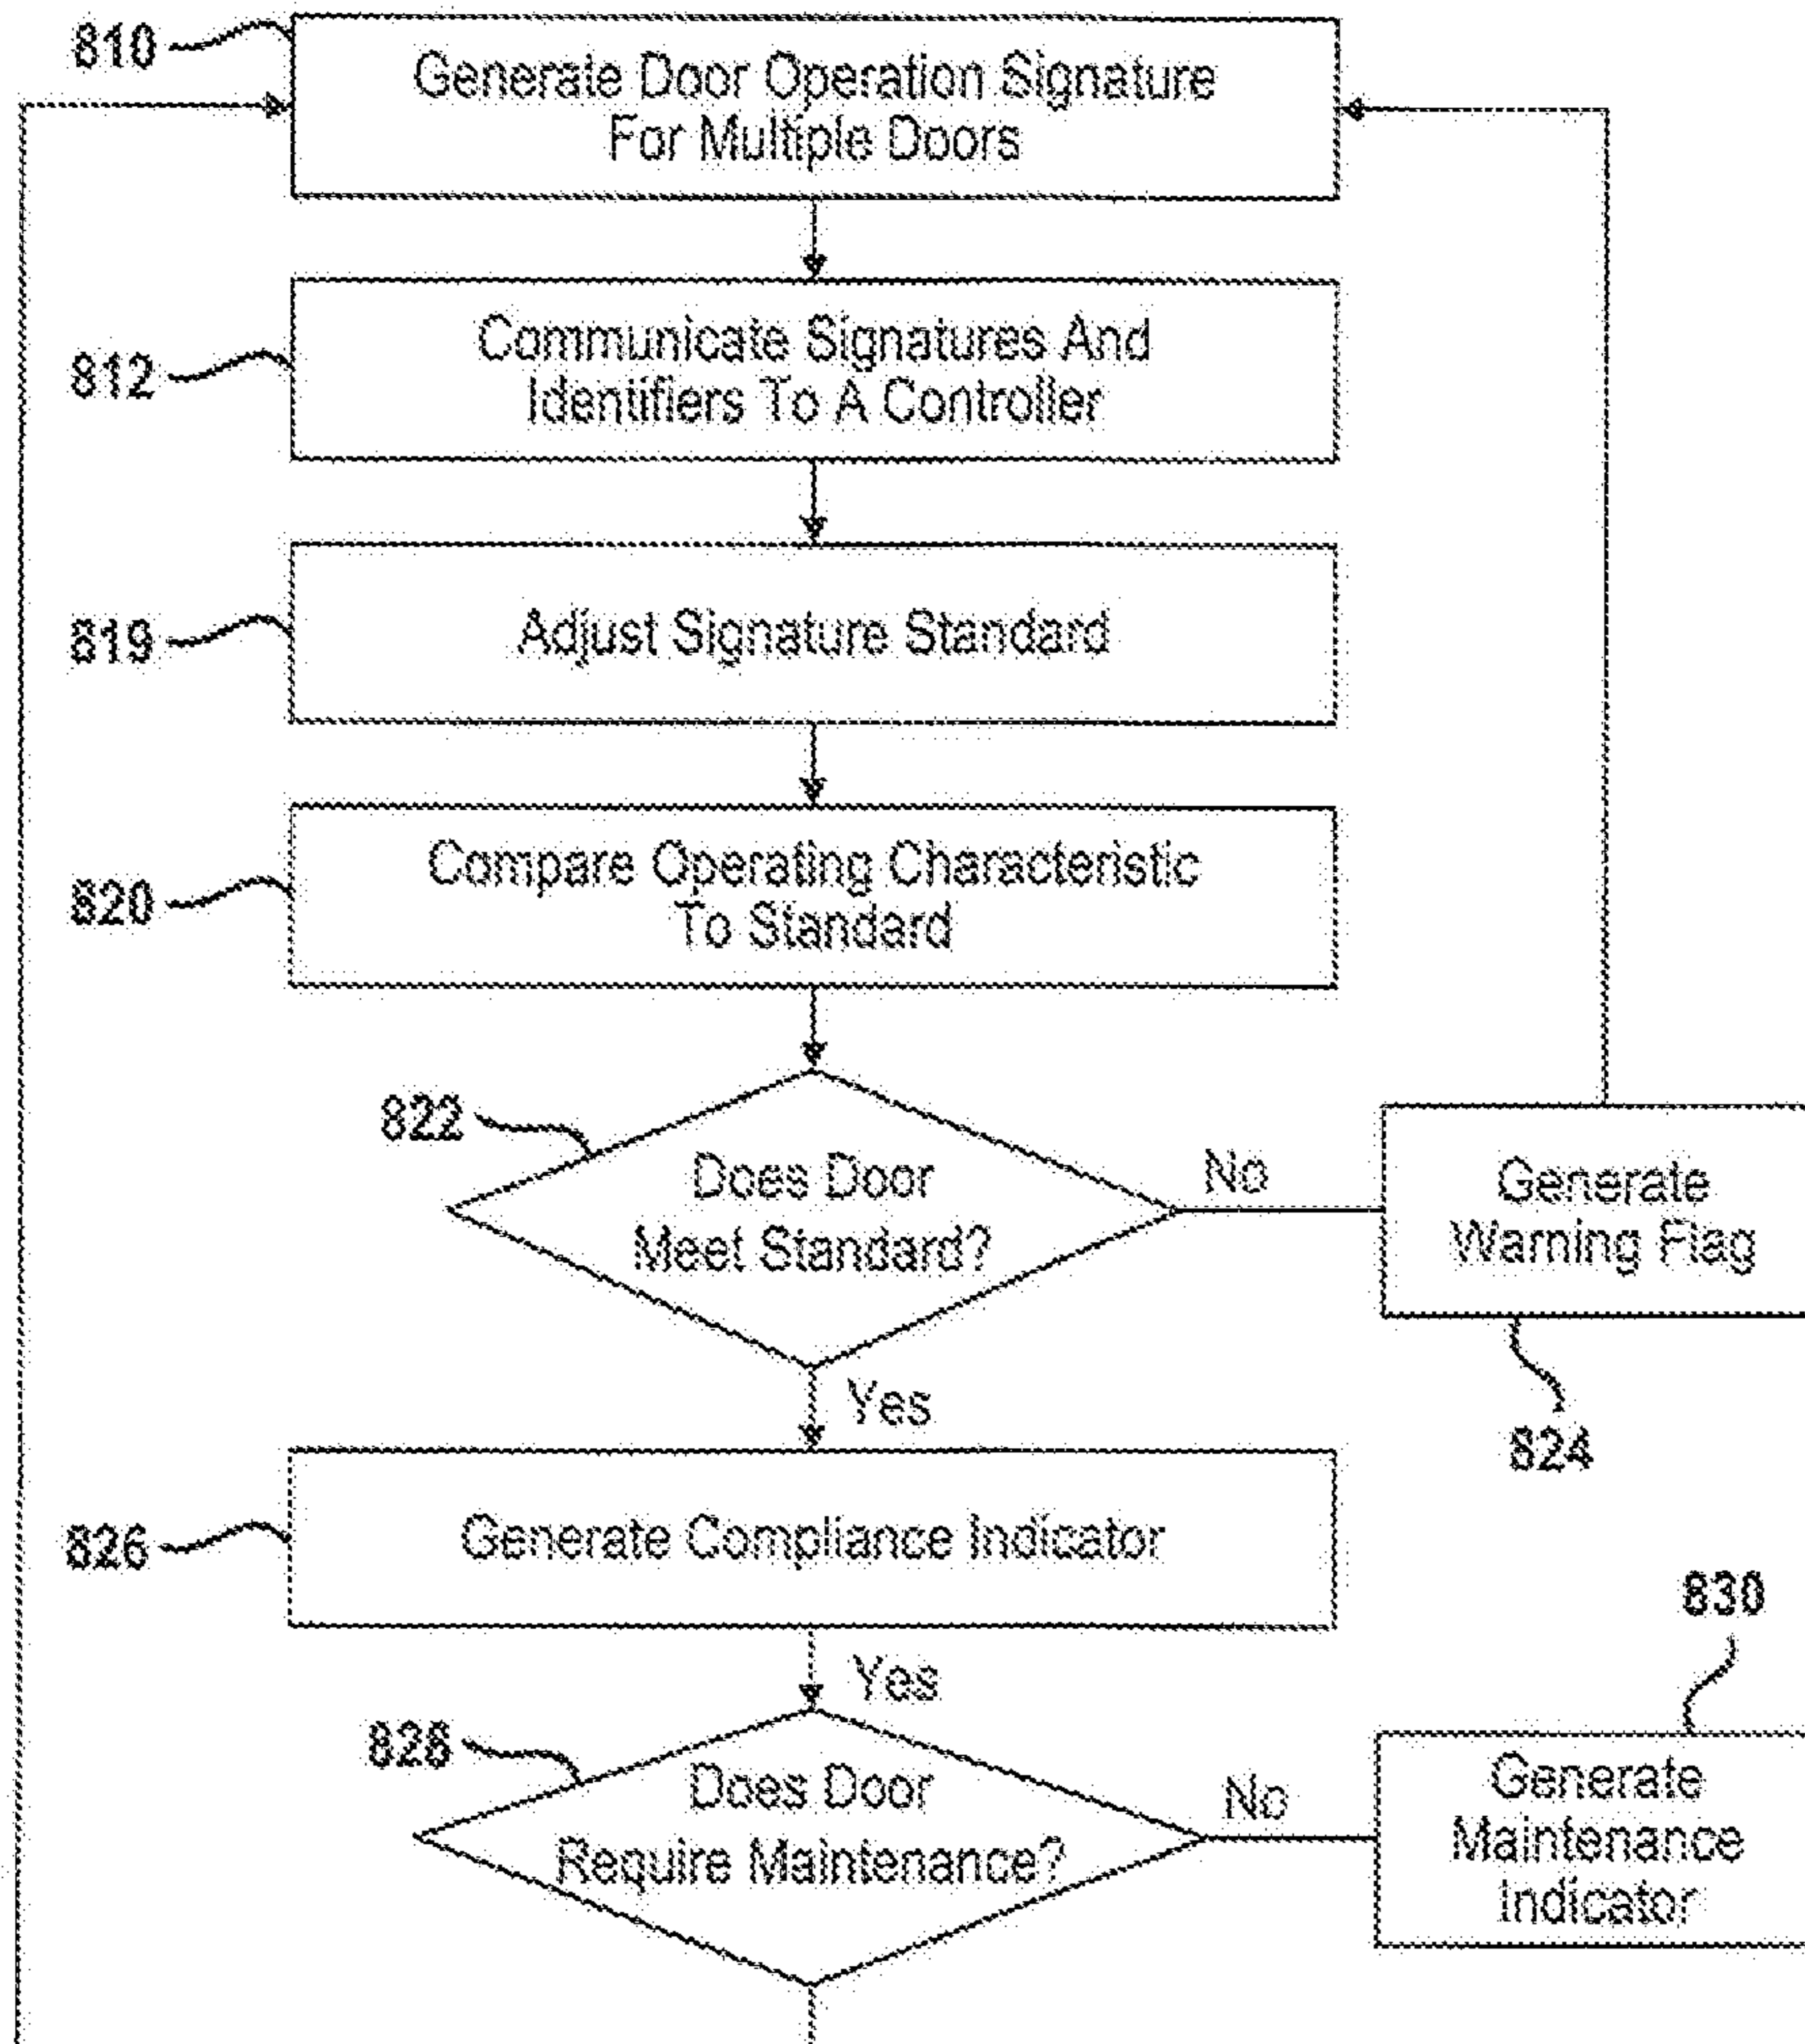 810
Generate Door Operation Signature
For Multiple Doors
812
Communicate Signatures And
Identifiers To A Controller
819
Adjust Signature Standard
820
Compare Operating Characteristic
To Standard
822
Does Door
Meet Standard?
No
Generate
Warning Flag
824
Yes
826
Generate Compliance Indicator
Yes
828
Does Door
Require Maintenance?
No
830
Generate
Maintenance
Indicator